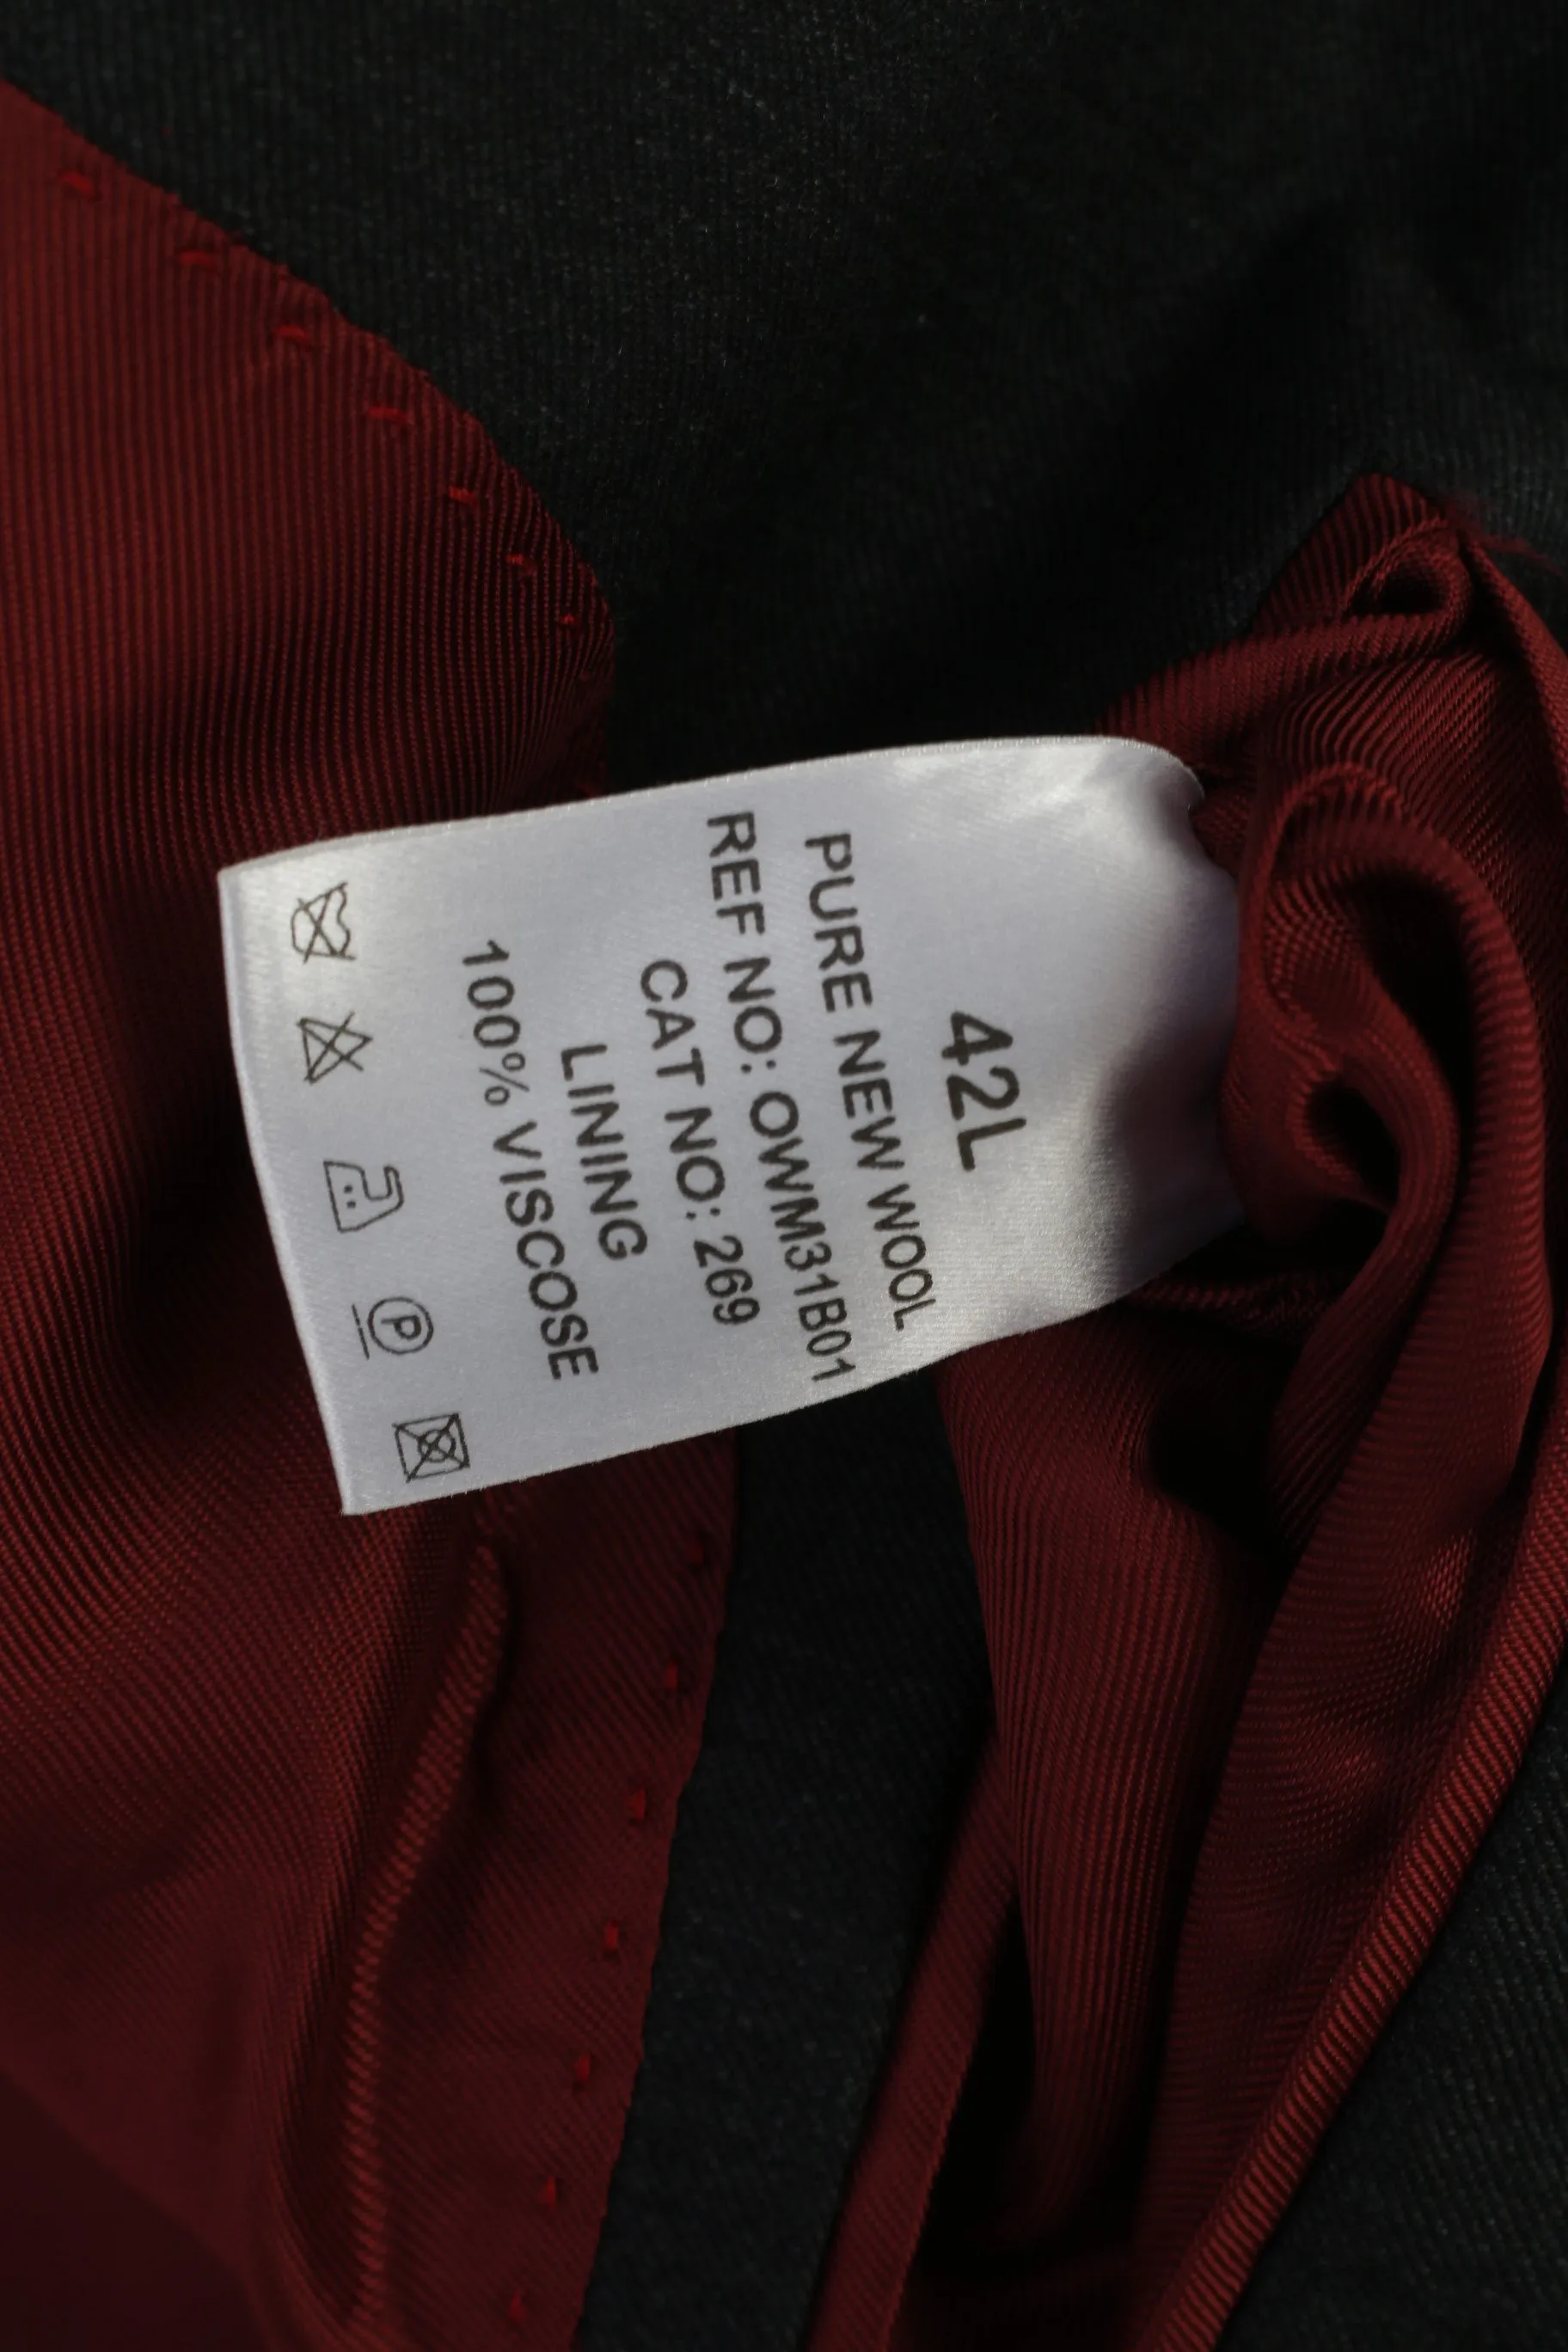 42L
PURE NEW WOOL
REF NO: OWM31B01
CAT NO: 269
LINING
100% VISCOSE
P